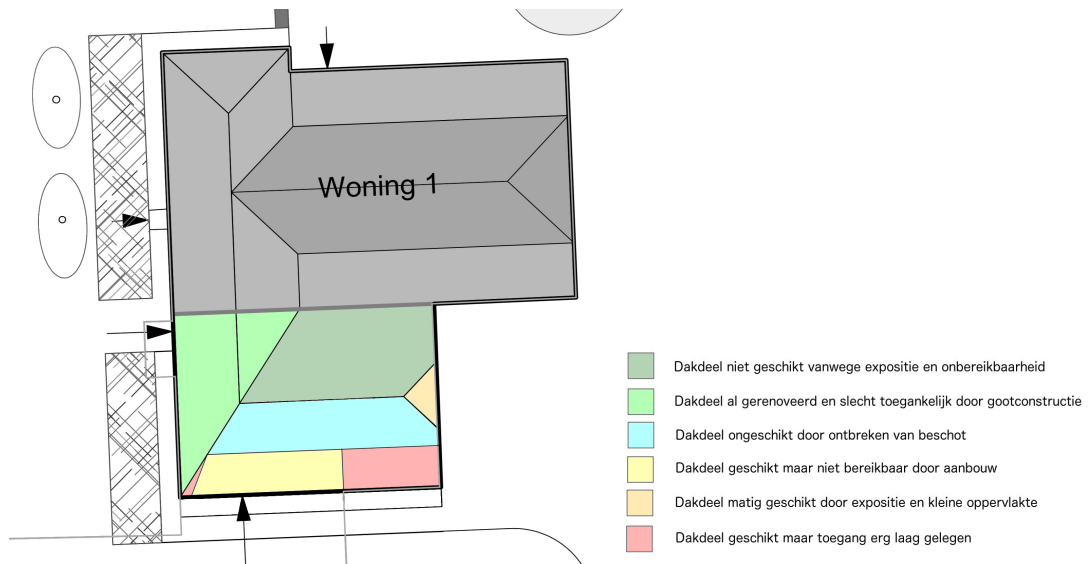 Woning 1
Dakdeel niet geschikt vanwege expositie en onbereikbaarheid
Dakdeel al gerenoveerd en slecht toegankelijk door gootconstructie
Dakdeel ongeschikt door ontbreken van beschot
Dakdeel geschikt maar niet bereikbaar door aanbouw
Dakdeel matig geschikt door expositie en kleine oppervlakte
Dakdeel geschikt maar toegang erg laag gelegen